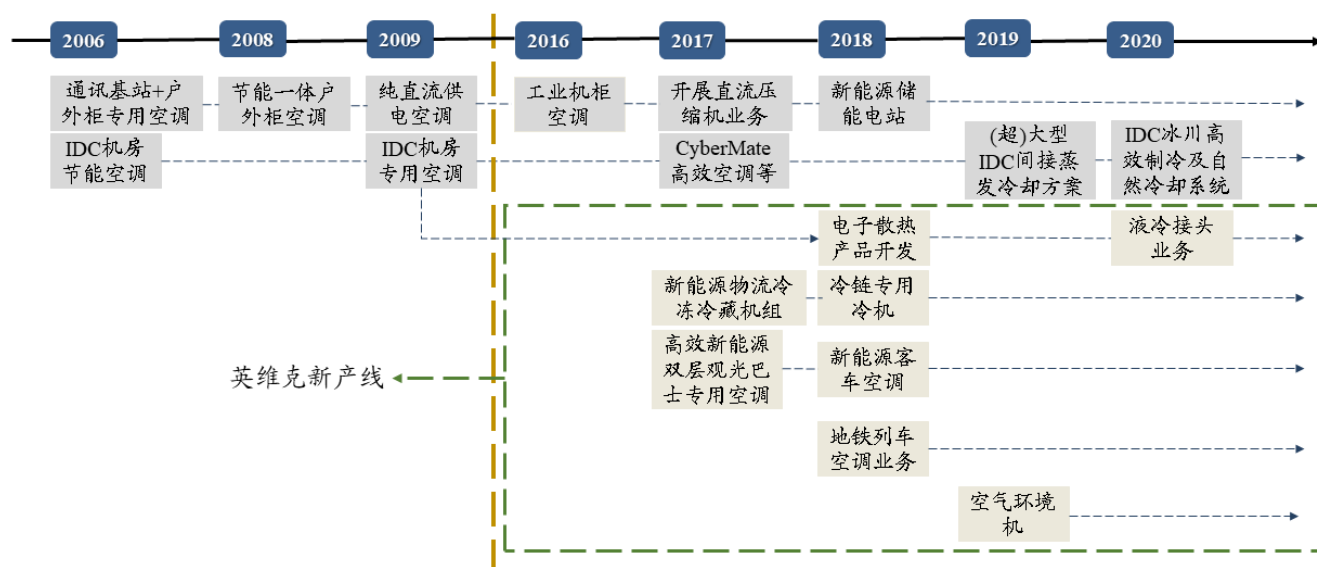 2006
2008
2009
2016
2017
2018
2019
2020
通讯基站+户
外柜专用空调
节能一体户
外柜空调
纯直流供
电空调
工业机柜
空调
开展直流压
缩机业务
新能源储
能电站
IDC机房
节能空调
IDC机房
专用空调
CyberMate
高效空调等
(超)大型
IDC间接蒸
发冷却方案
IDC冰川高
效制冷及自
然冷却系统
电子散热
产品开发
液冷接头
业务
新能源物流冷
冻冷藏机组
冷链专用
冷机
高效新能源
双层观光巴
士专用空调
新能源客
车空调
英维克新产线
地铁列车
空调业务
空气环境
机